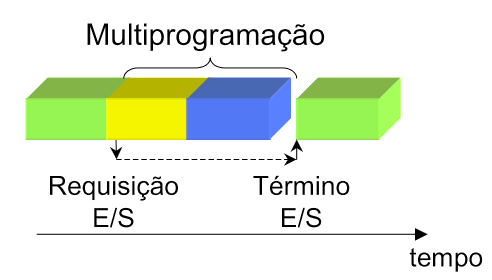 Multiprogramação
Requisição
E/S
Término
E/S
tempo